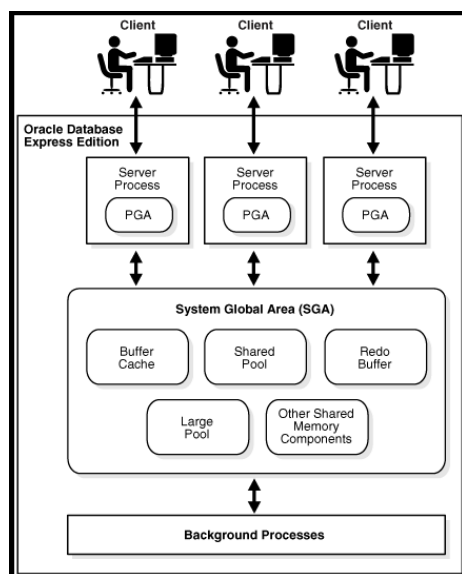 Client
Client
Client
Oracle Database
Express Edition
Server
Process
PGA
Server
Process
PGA
Server
Process
PGA
System Global Area (SGA)
Buffer
Cache
Shared
Pool
Redo
Buffer
Large
Pool
Other Shared
Memory
Components
Background Processes